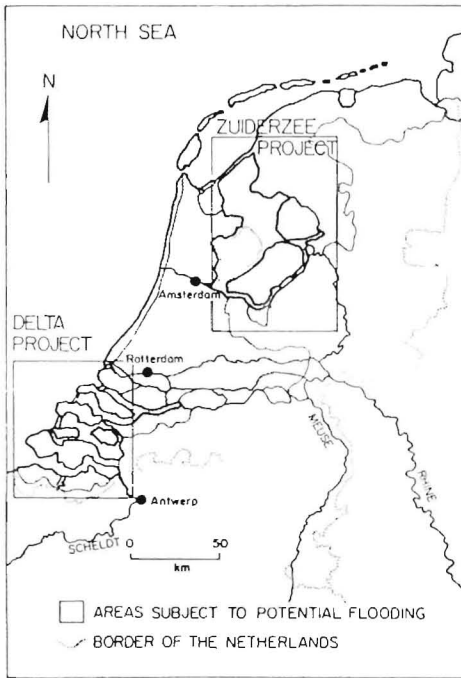 NORTH SEA
N
ZUIDERZEE
PROJECT
Amsterdam
DELTA
PROJECT
Rotterdam
MEUSE
RHINE
Antwerp
SCHELDT
0 50
km
AREAS SUBJECT TO POTENTIAL FLOODING
BORDER OF THE NETHERLANDS